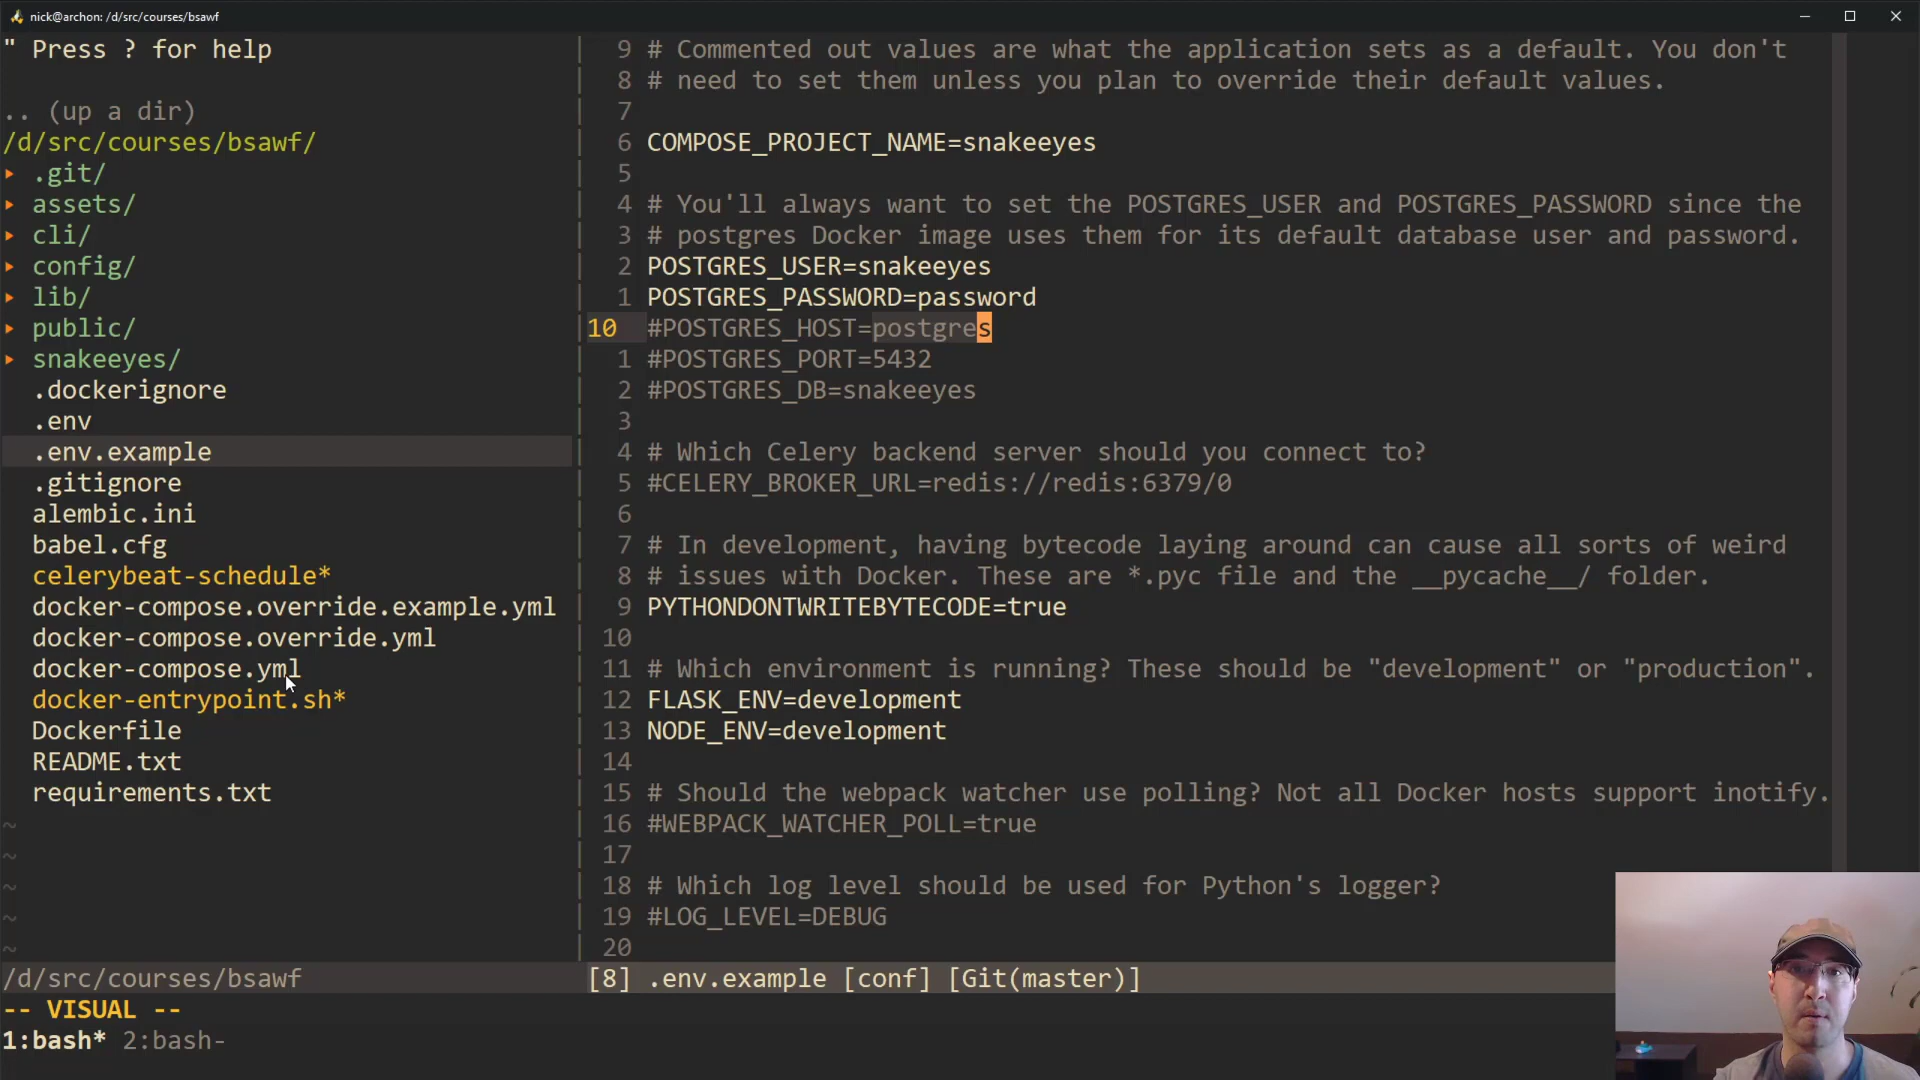 nick@archon: /d/src/courses/bsawf
" Press ? for help
.. (up a dir)
/d/src/courses/bsawf/
▸ .git/
▸ assets/
▸ cli/
▸ config/
▸ lib/
▸ public/
▸ snakeeyes/
.dockerignore
.env
.env.example
.gitignore
alembic.ini
babel.cfg
celerybeat-schedule*
docker-compose.override.example.yml
docker-compose.override.yml
docker-compose.yml
docker-entrypoint.sh*
Dockerfile
README.txt
requirements.txt
~
~
~
~
~
/d/src/courses/bsawf
9 # Commented out values are what the application sets as a default. You don't
8 # need to set them unless you plan to override their default values.
7
6 COMPOSE_PROJECT_NAME=snakeeyes
5
4 # You'll always want to set the POSTGRES_USER and POSTGRES_PASSWORD since the
3 # postgres Docker image uses them for its default database user and password.
2 POSTGRES_USER=snakeeyes
1 POSTGRES_PASSWORD=password
10 #POSTGRES_HOST=postgres
1 #POSTGRES_PORT=5432
2 #POSTGRES_DB=snakeeyes
3
4 # Which Celery backend server should you connect to?
5 #CELERY_BROKER_URL=redis://redis:6379/0
6
7 # In development, having bytecode laying around can cause all sorts of weird
8 # issues with Docker. These are *.pyc file and the __pycache__/ folder.
9 PYTHONDONTWRITEBYTECODE=true
10
11 # Which environment is running? These should be "development" or "production".
12 FLASK_ENV=development
13 NODE_ENV=development
14
15 # Should the webpack watcher use polling? Not all Docker hosts support inotify.
16 #WEBPACK_WATCHER_POLL=true
17
18 # Which log level should be used for Python's logger?
19 #LOG_LEVEL=DEBUG
20
[8] .env.example [conf] [Git(master)]
-- VISUAL --
1:bash* 2:bash-